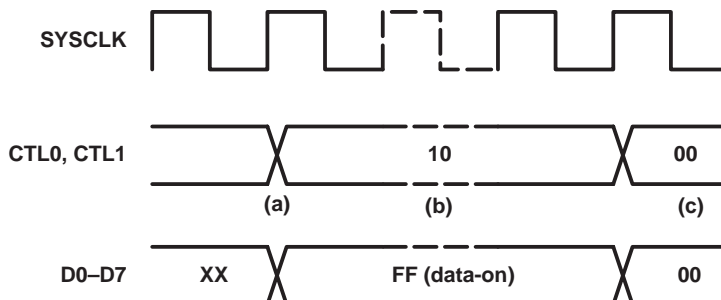 SYSCLK
CTL0, CTL1 10 00
(a) (b) (c)
D0–D7 XX FF (data-on) 00